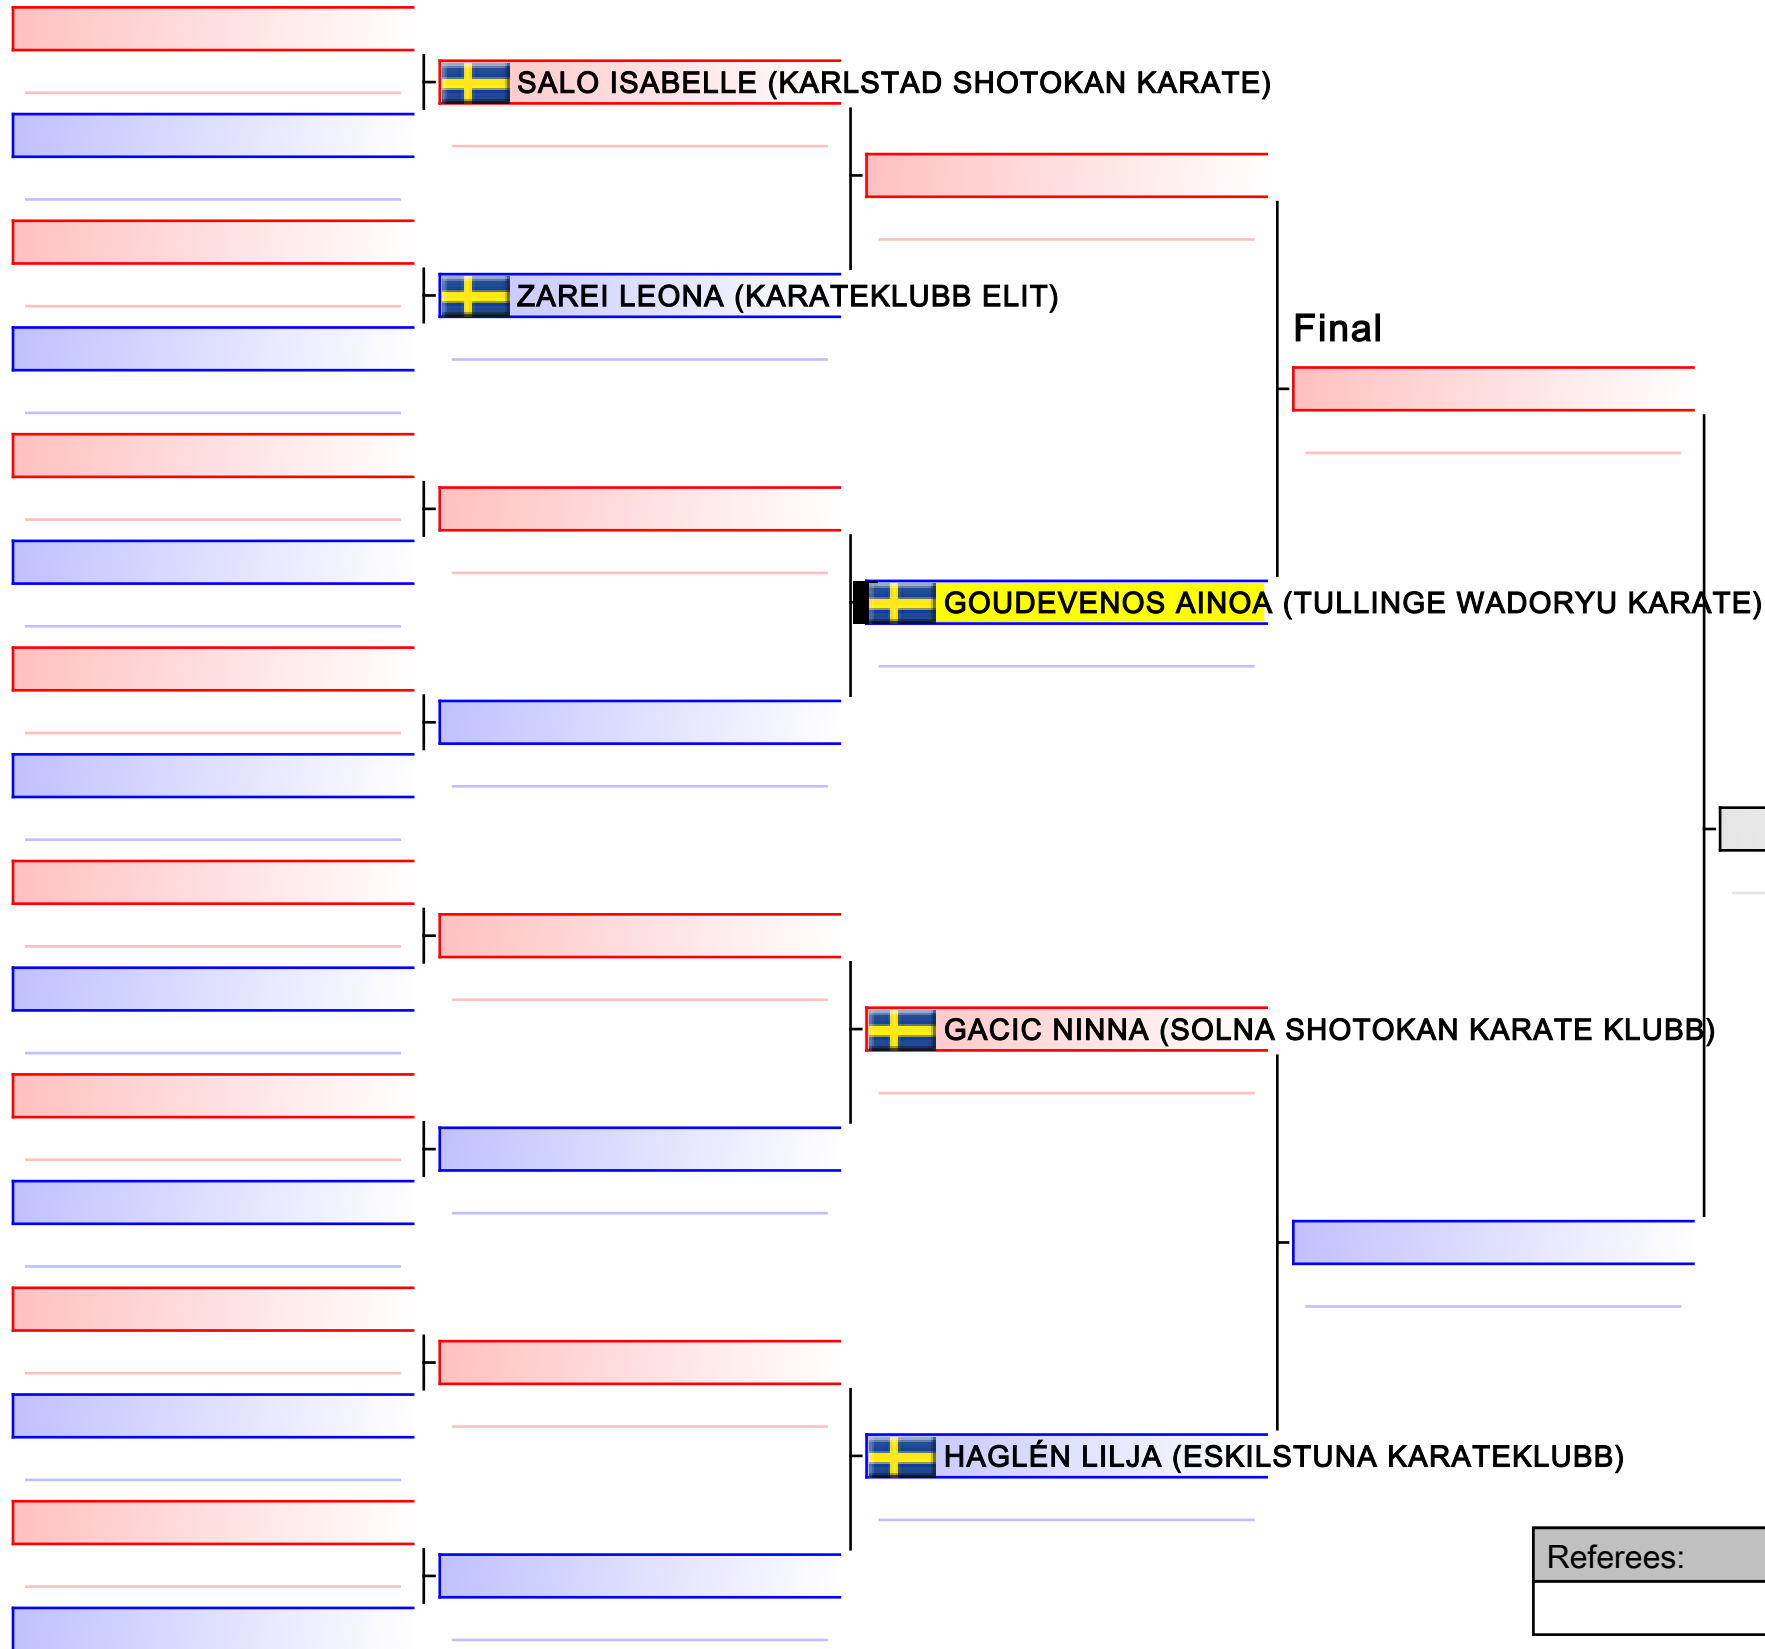 SALO ISABELLE (KARLSTAD SHOTOKAN KARATE)
ZAREI LEONA (KARATEKLUBB ELIT)
Final
GOUDEVENOS AINOA (TULLINGE WADORYU KARATE)
GACIC NINNA (SOLNA SHOTOKAN KARATE KLUBB)
HAGLÉN LILJA (ESKILSTUNA KARATEKLUBB)
Referees: